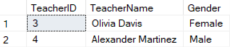 TeacherID TeacherName Gender
1 3 Olivia Davis Female
2 4 Alexander Martinez Male